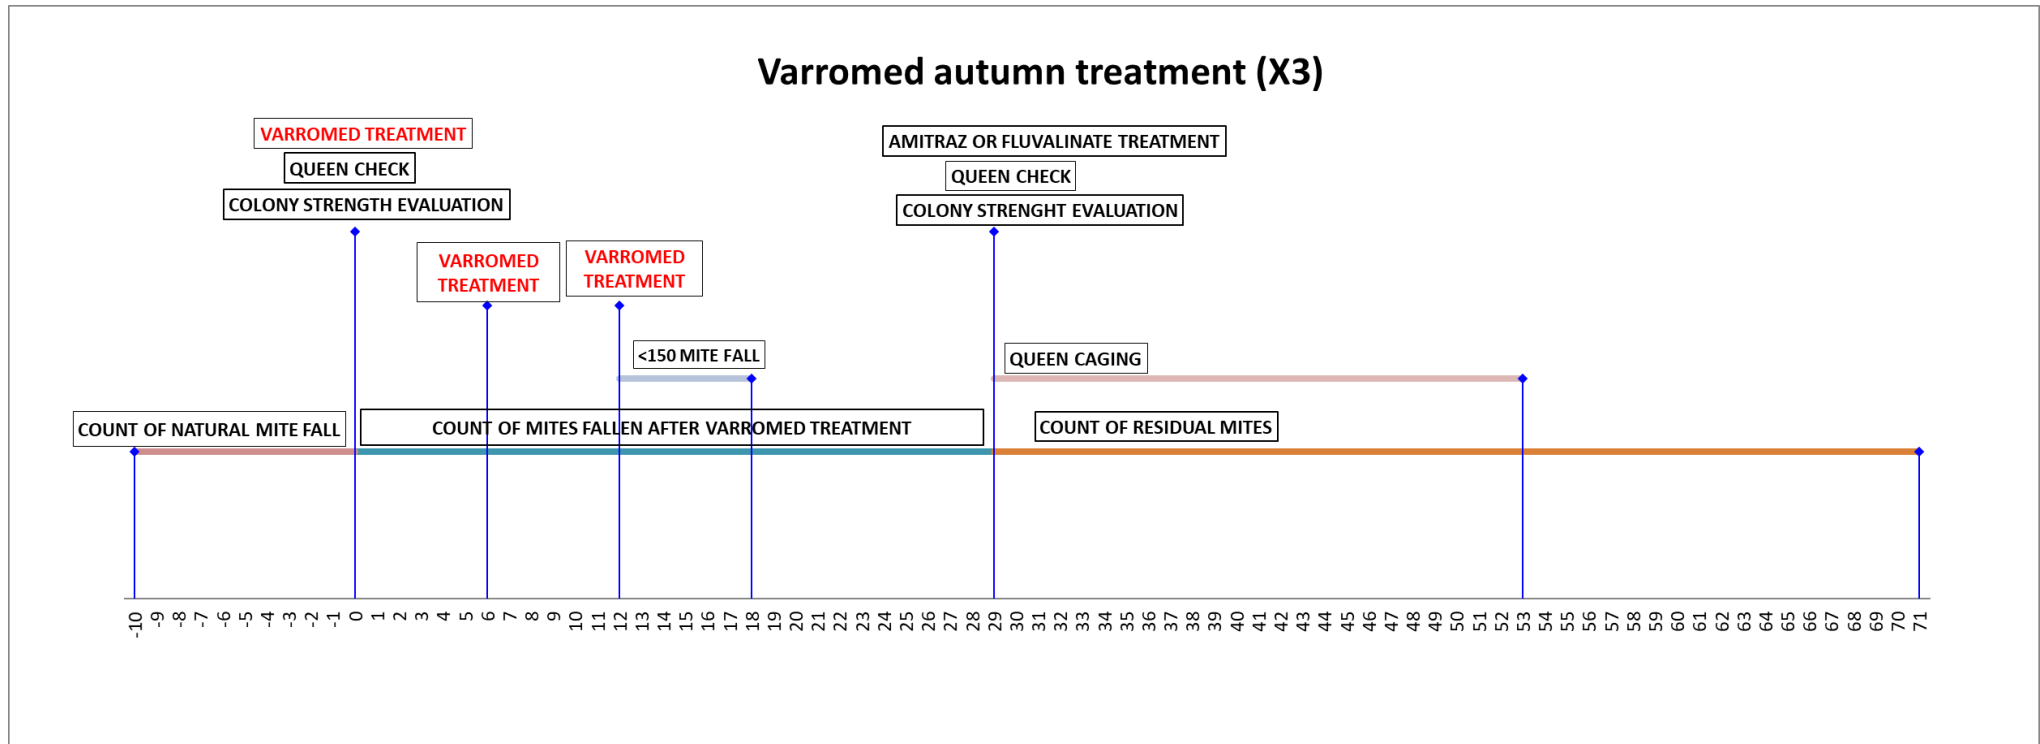 Varromed autumn treatment (X3)
VARROMED TREATMENT
QUEEN CHECK
COLONY STRENGTH EVALUATION
AMITRAZ OR FLUVALINATE TREATMENT
QUEEN CHECK
COLONY STRENGHT EVALUATION
VARROMED
TREATMENT
VARROMED
TREATMENT
<150 MITE FALL
QUEEN CAGING
COUNT OF NATURAL MITE FALL
COUNT OF MITES FALLEN AFTER VARROMED TREATMENT
COUNT OF RESIDUAL MITES
-10 -9 -8 -7 -6 -5 -4 -3 -2 -1 0 1 2 3 4 5 6 7 8 9 10 11 12 13 14 15 16 17 18 19 20 21 22 23 24 25 26 27 28 29 30 31 32 33 34 35 36 37 38 39 40 41 42 43 44 45 46 47 48 49 50 51 52 53 54 55 56 57 58 59 60 61 62 63 64 65 66 67 68 69 70 71